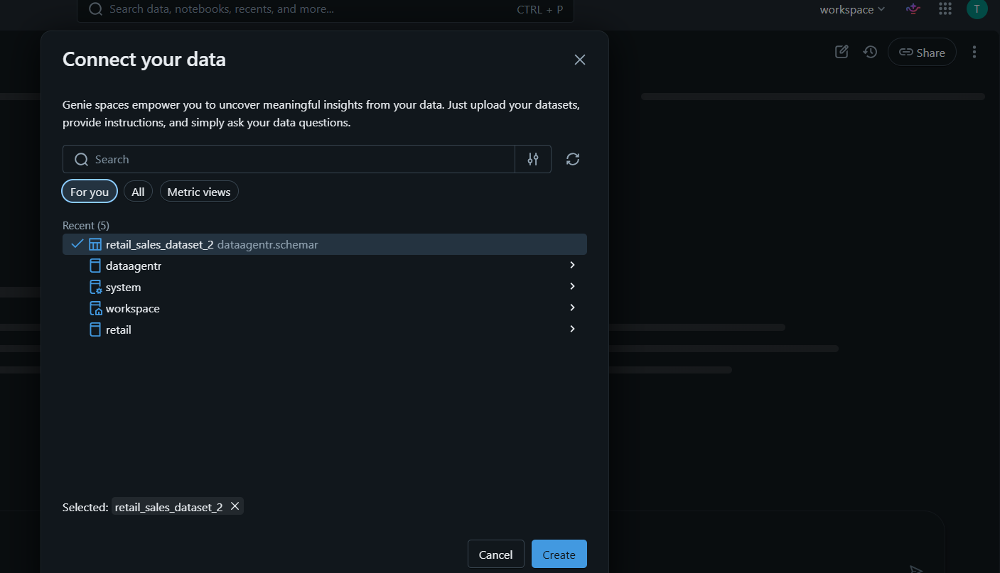 Search data, notebooks, recents, and more... CTRL + P
workspace
T
Share
Connect your data
Genie spaces empower you to uncover meaningful insights from your data. Just upload your datasets,
provide instructions, and simply ask your data questions.
Search
For you All Metric views
Recent (5)
retail_sales_dataset_2 dataagentr.schemar
dataagentr
system
workspace
retail
Selected: retail_sales_dataset_2
Cancel Create